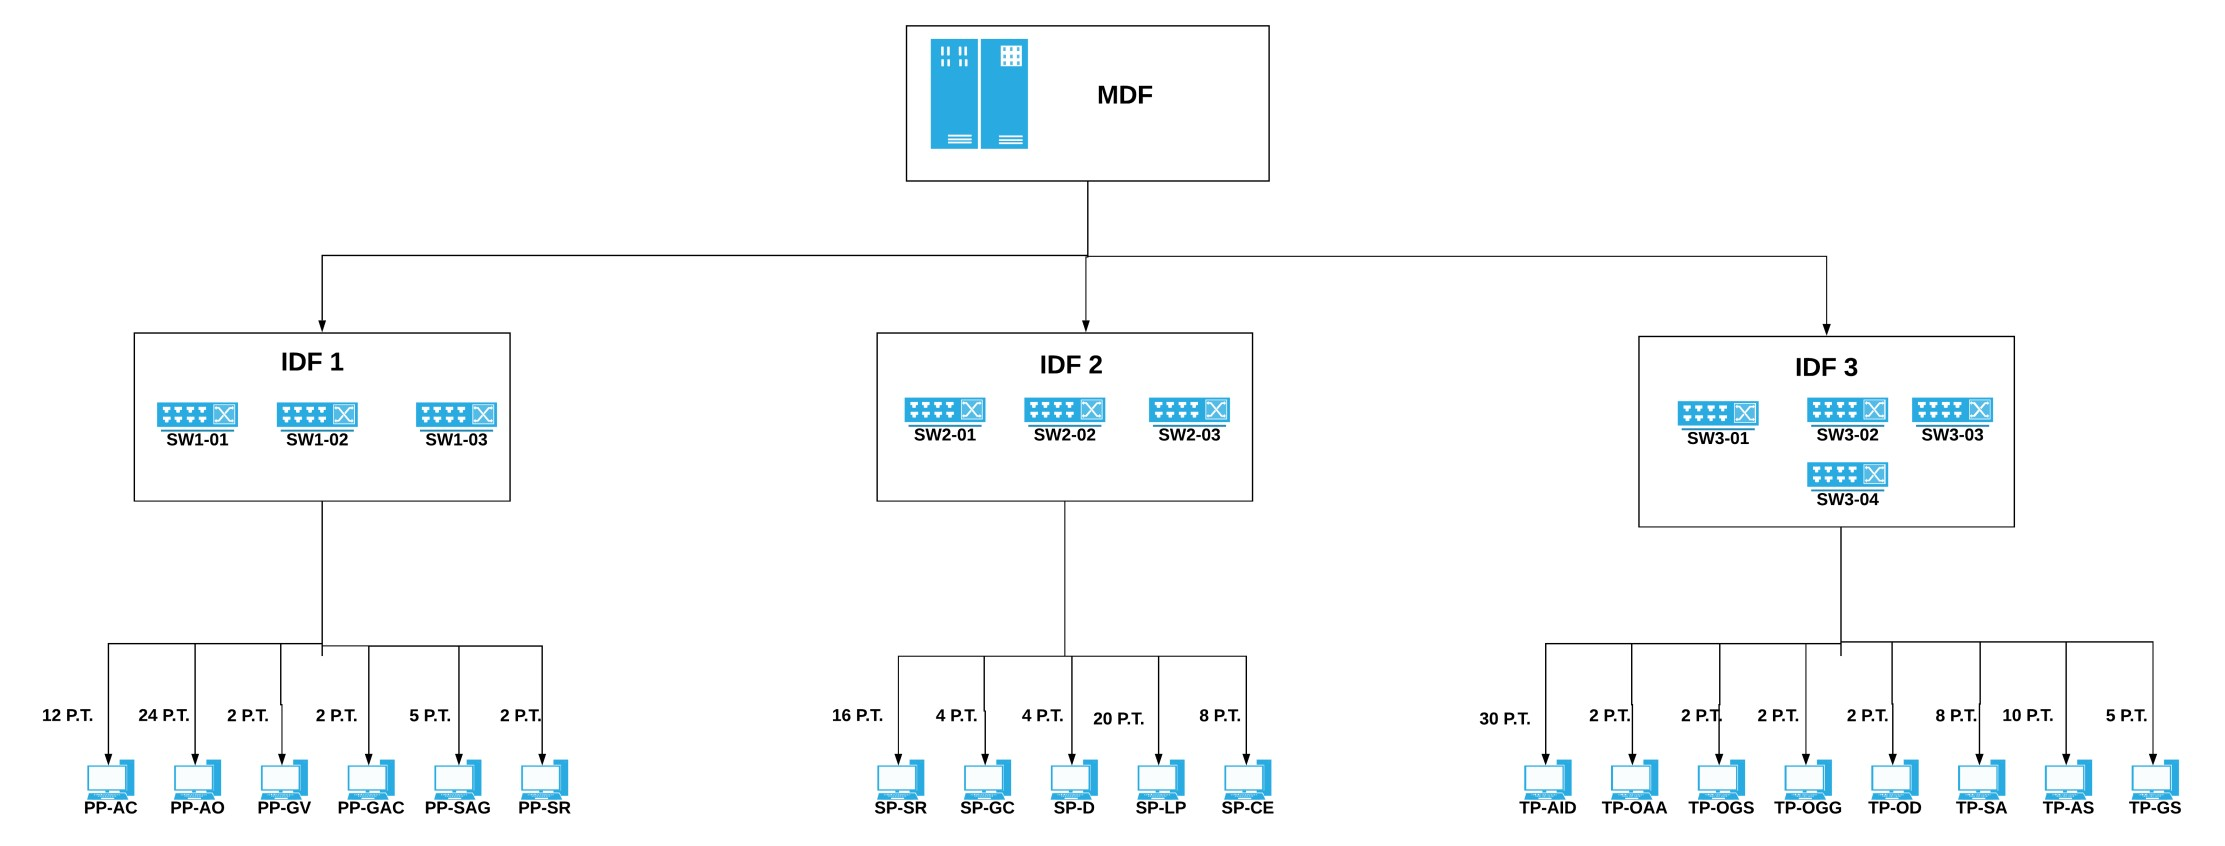 MDF
IDF 1
IDF 2
IDF 3
SW1-01
SW1-02
SW1-03
SW2-01
SW2-02
SW2-03
SW3-01
SW3-02
SW3-03
SW3-04
12 P.T.
24 P.T.
2 P.T.
2 P.T.
5 P.T.
2 P.T.
16 P.T.
4 P.T.
4 P.T.
20 P.T.
8 P.T.
30 P.T.
2 P.T.
2 P.T.
2 P.T.
2 P.T.
8 P.T.
10 P.T.
5 P.T.
PP-AC
PP-AO
PP-GV
PP-GAC
PP-SAG
PP-SR
SP-SR
SP-GC
SP-D
SP-LP
SP-CE
TP-AID
TP-OAA
TP-OGS
TP-OGG
TP-OD
TP-SA
TP-AS
TP-GS